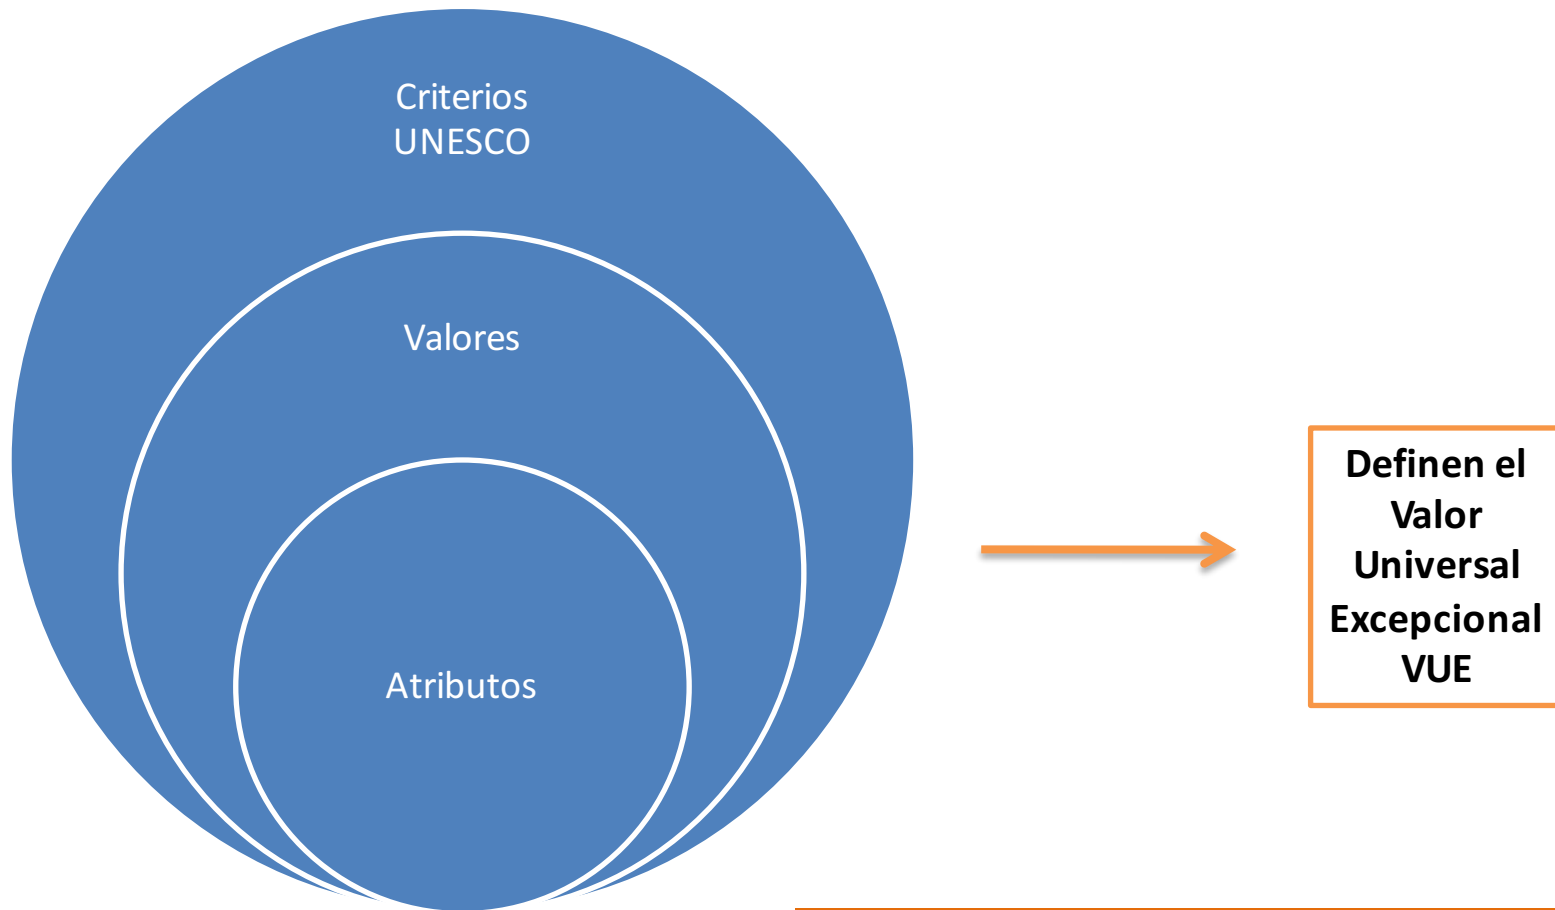 Criterios
UNESCO
Valores
Atributos
Definen el
Valor
Universal
Excepcional
VUE